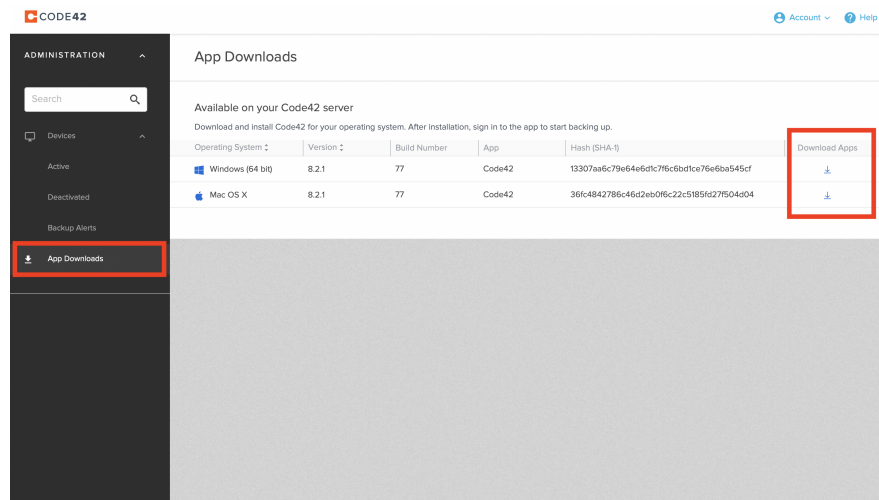 CODE42
Account
Help
ADMINISTRATION
App Downloads
Search
Available on your Code42 server
Download and install Code42 for your operating system. After installation, sign in to the app to start backing up.
Devices
Operating System Version Build Number App Hash (SHA-1) Download Apps
Active
Windows (64 bit) 8.2.1 77 Code42 13307aa6c79e64e6d1c7f6c6bd1ce76e6ba545cf
Deactivated
Mac OS X 8.2.1 77 Code42 36fc4842786c46d2eb0f6c22c5185fd27f504d04
Backup Alerts
App Downloads